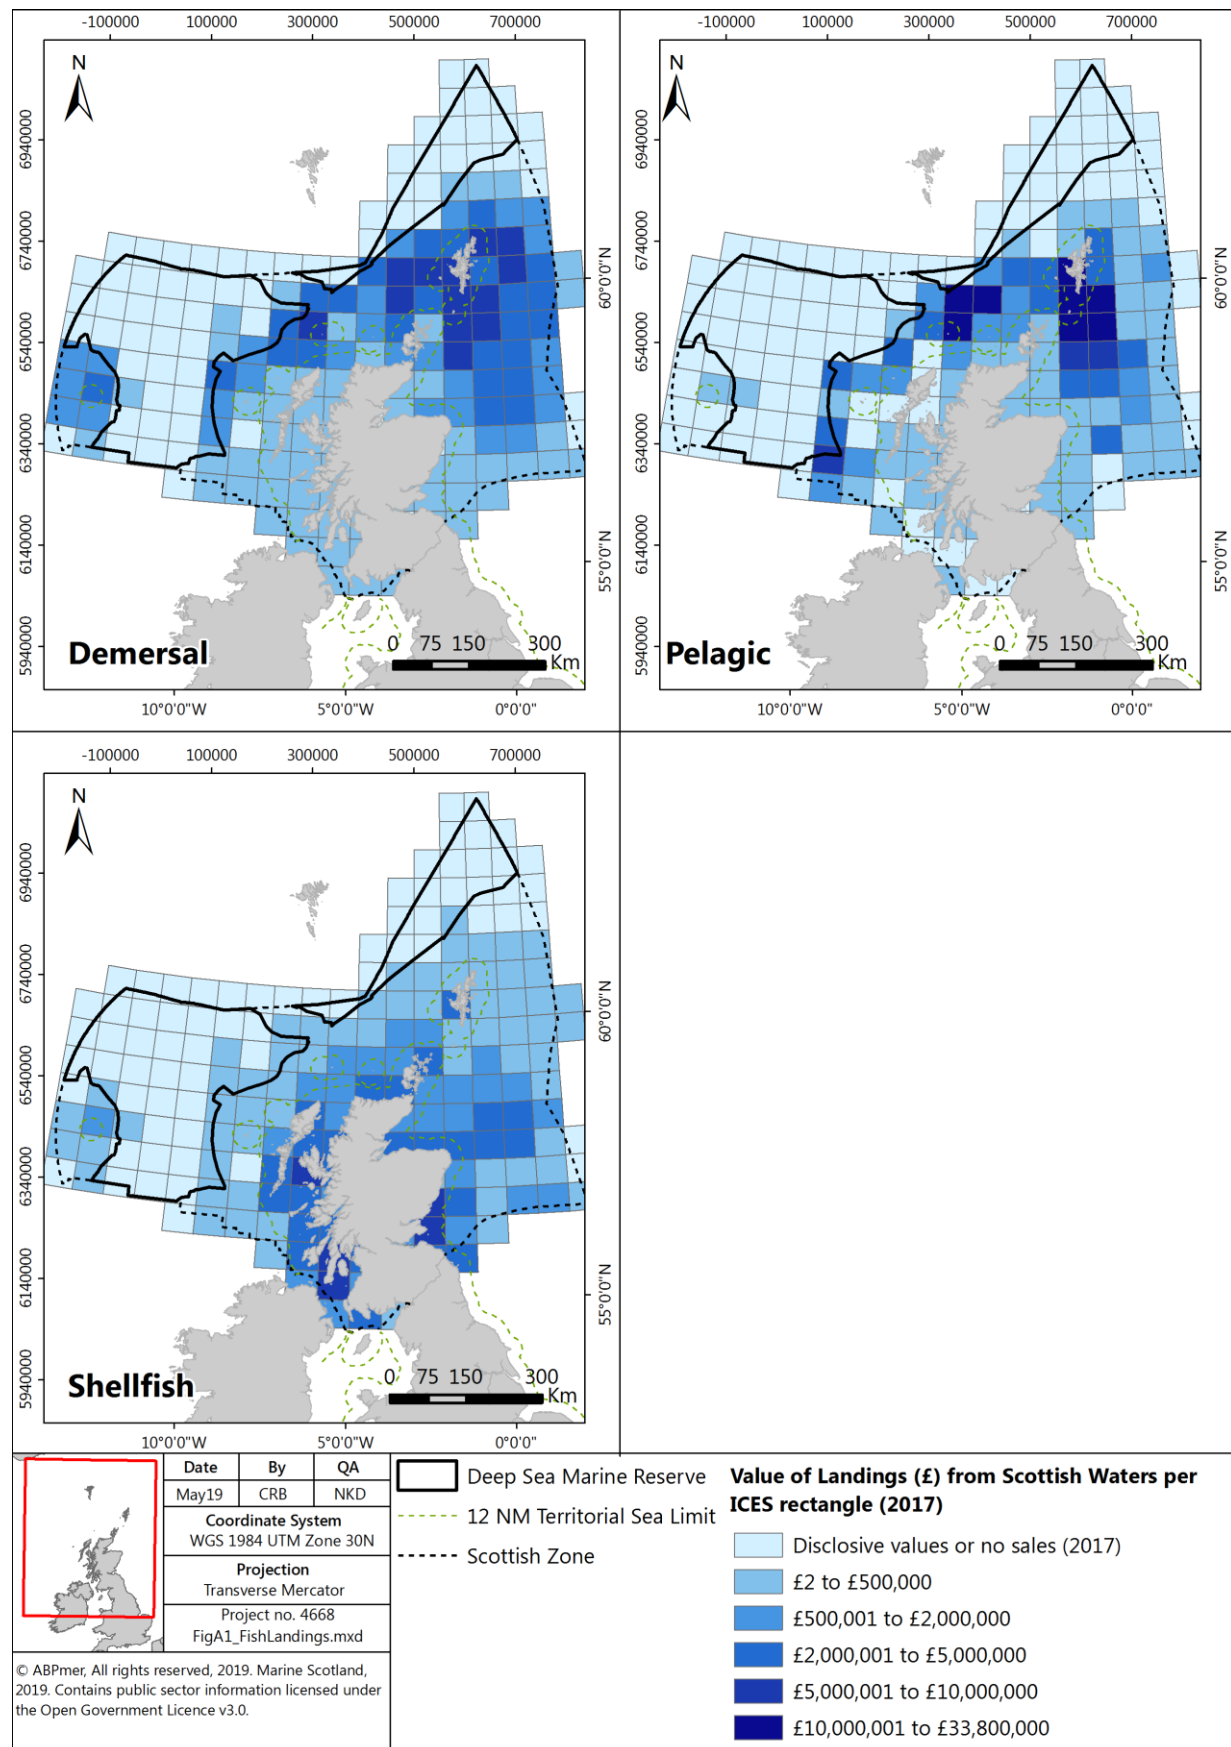 -100000 100000 300000 500000 700000
-100000 100000 300000 500000 700000
N
N
6940000
6740000
6540000
6340000
6140000
5940000
60°0'0"N
55°0'0"N
6940000
6740000
6540000
6340000
6140000
5940000
60°0'0"N
55°0'0"N
0 75 150 300
Km
Demersal
0 75 150 300
Km
Pelagic
10°0'0"W 5°0'0"W 0°0'0"
10°0'0"W 5°0'0"W 0°0'0"
-100000 100000 300000 500000 700000
N
6940000
6740000
6540000
6340000
6140000
5940000
60°0'0"N
55°0'0"N
0 75 150 300
Km
Shellfish
10°0'0"W 5°0'0"W 0°0'0"
Date By QA
May19 CRB NKD
Coordinate System
WGS 1984 UTM Zone 30N
Projection
Transverse Mercator
Project no. 4668
FigA1_FishLandings.mxd
© ABPmer, All rights reserved, 2019. Marine Scotland,
2019. Contains public sector information licensed under
the Open Government Licence v3.0.
Deep Sea Marine Reserve
12 NM Territorial Sea Limit
Scottish Zone
Value of Landings (£) from Scottish Waters per
ICES rectangle (2017)
Disclosive values or no sales (2017)
£2 to £500,000
£500,001 to £2,000,000
£2,000,001 to £5,000,000
£5,000,001 to £10,000,000
£10,000,001 to £33,800,000